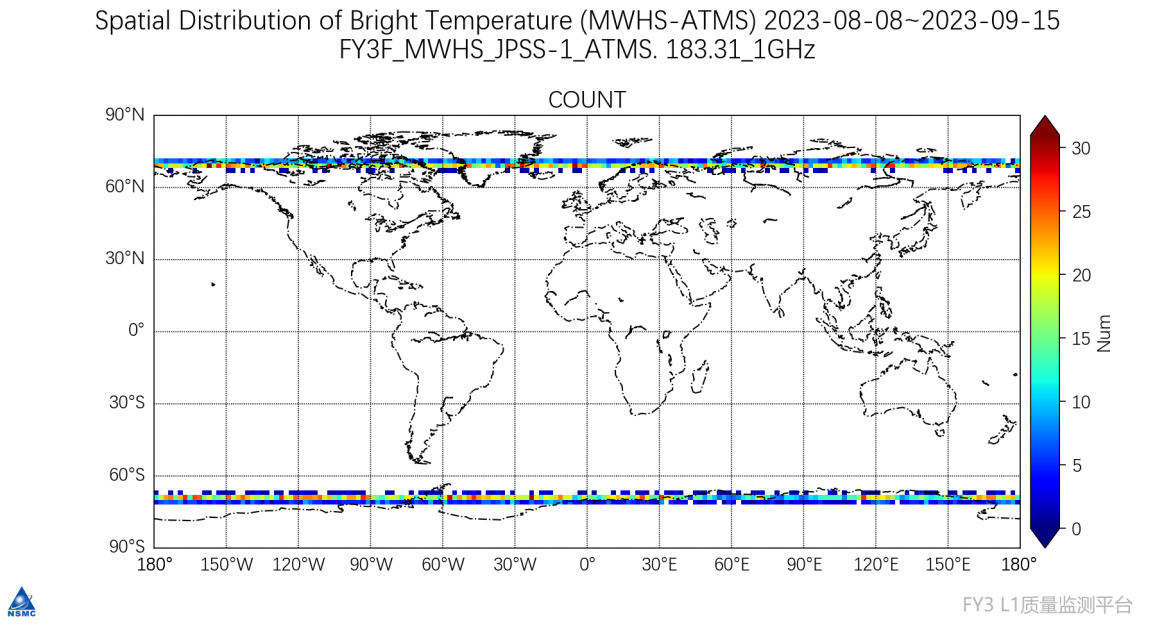 Spatial Distribution of Bright Temperature (MWHS-ATMS) 2023-08-08~2023-09-15
FY3F_MWHS_JPSS-1_ATMS. 183.31_1GHz
COUNT
90°N
60°N
30°N
0°
30°S
60°S
90°S
180° 150°W 120°W 90°W 60°W 30°W 0° 30°E 60°E 90°E 120°E 150°E 180°
30
25
20
15
10
5
0
Num
NSMC
FY3 L1质量监测平台